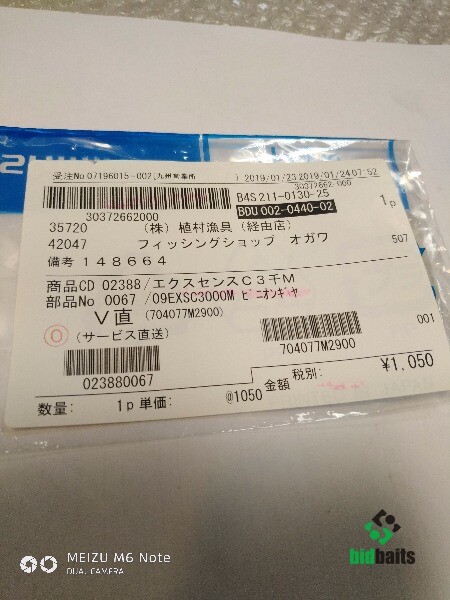 受注No 07196015-002 [九州営業所 ] 2019/01/23 2019/01/24 07:52
30372662-000
B4S 211-0130-25
30372662000 BDU 002-0440-02 1p
35720 (株) 植村漁具 (経由店)
42047 フィッシングショップ オガワ 507
備考 148664
商品CD 02388/エクスセンスC3千M
部品No 0067 /09EXSC3000M ピニオンギヤ
V直 (704077M2900)
(サービス直送) 001
023880067 704077M2900
税別: ¥1,050
数量: 1p 単価: @1050 金額
MEIZU M6 Note
DUAL CAMERA
bidbaits